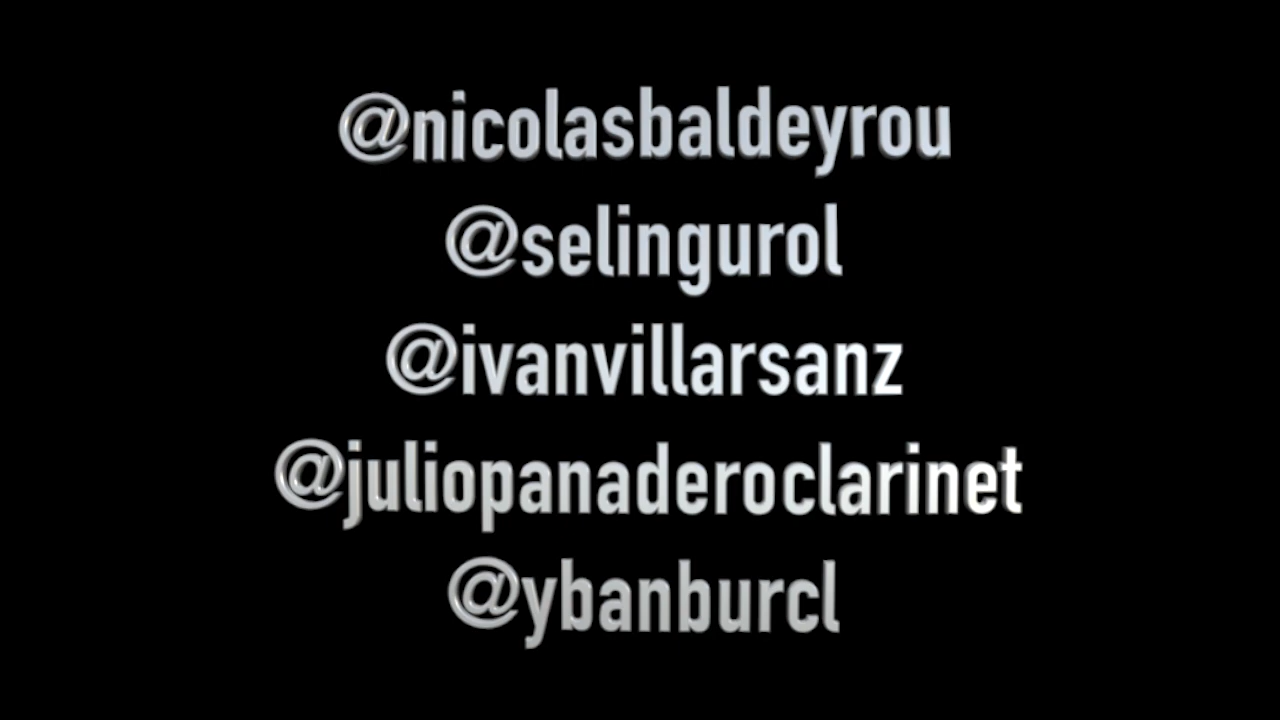 @nicolasbaldeyrou
@selingurol
@ivanvillarsanz
@juliopanaderoclarinet
@ybanburcl